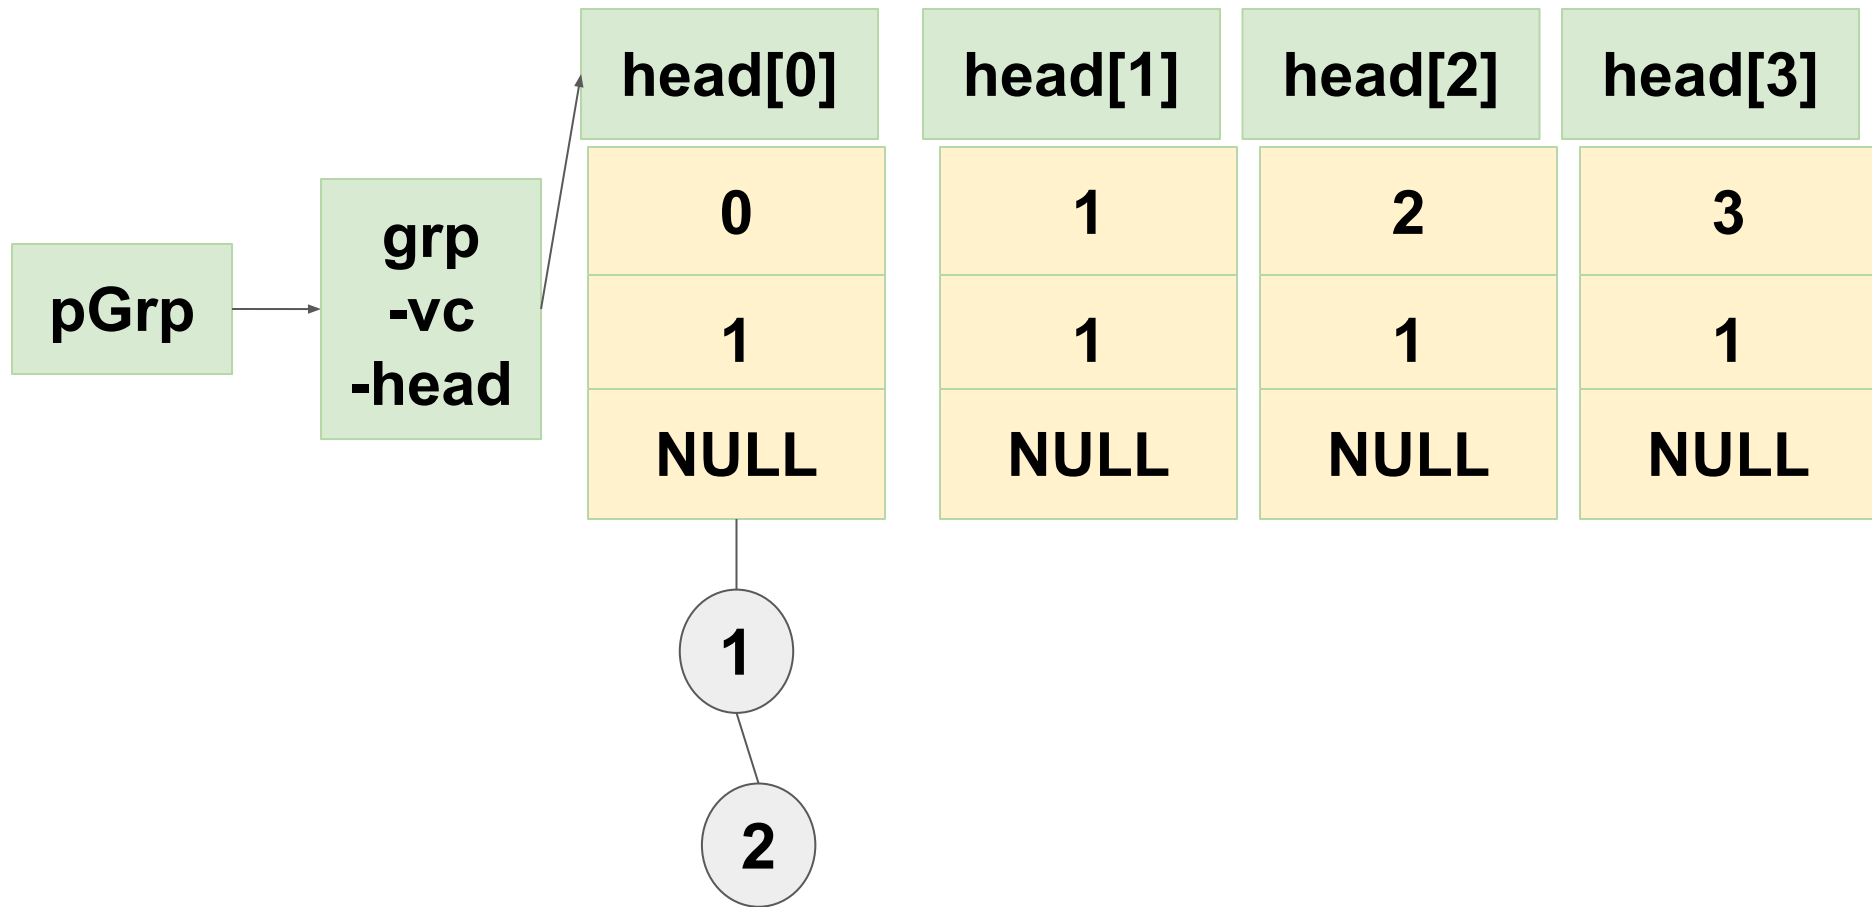 head[0] head[1] head[2] head[3]
0 1 2 3
grp
-vc
-head
pGrp
1 1 1 1
NULL NULL NULL NULL
1
2